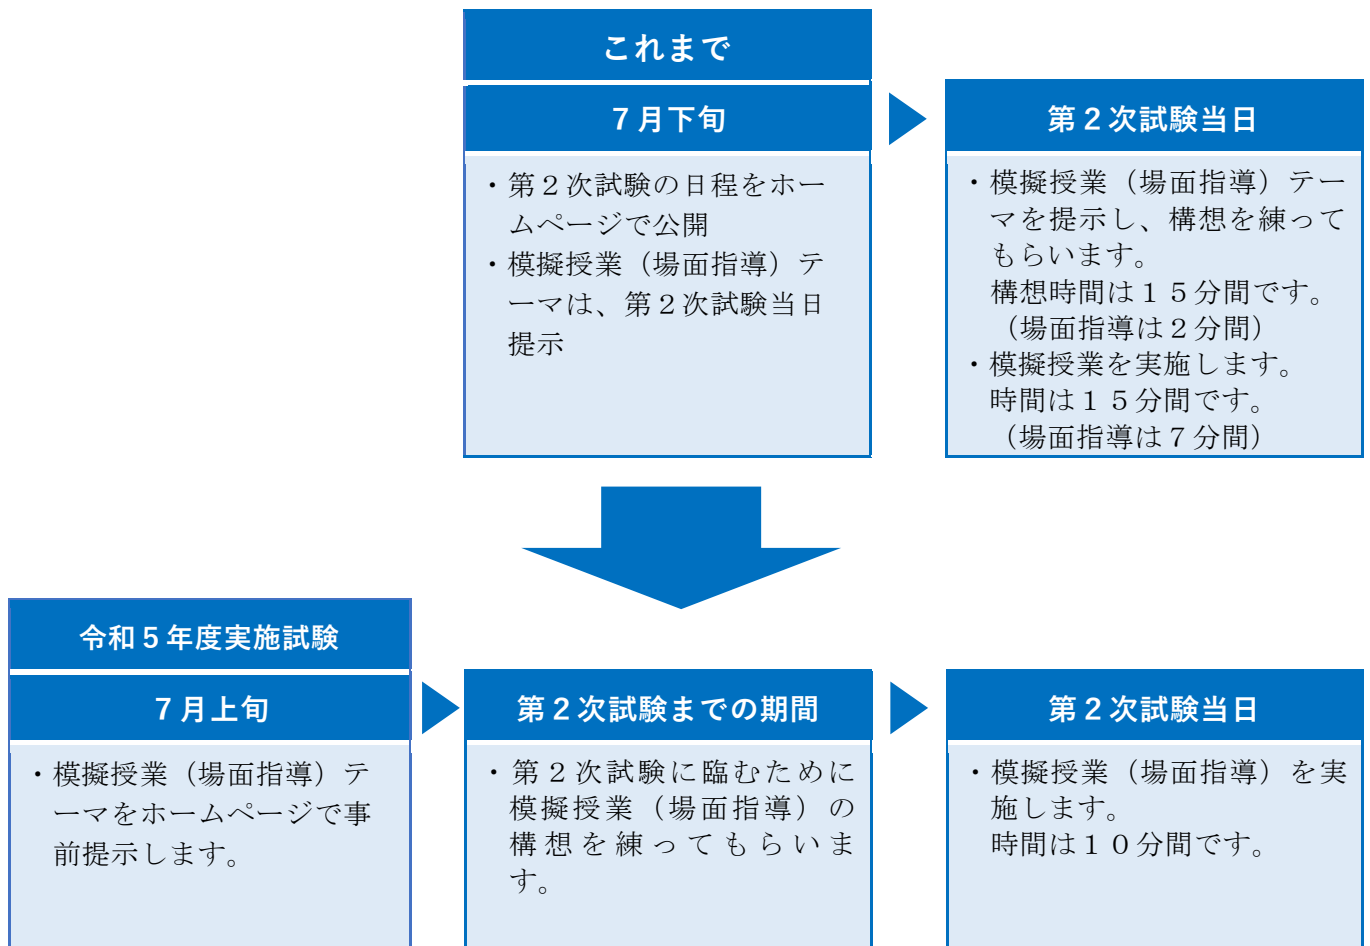 これまで
７月下旬
・第２次試験の日程をホー
ムページで公開
・模擬授業（場面指導）テ
ーマは、第２次試験当日
提示
第２次試験当日
・模擬授業（場面指導）テー
マを提示し、構想を練って
もらいます。
構想時間は１５分間です。
（場面指導は２分間）
・模擬授業を実施します。
時間は１５分間です。
（場面指導は７分間）
令和５年度実施試験
７月上旬
・模擬授業（場面指導）テ
ーマをホームページで事
前提示します。
第２次試験までの期間
・第２次試験に臨むために
模擬授業（場面指導）の
構想を練ってもらいま
す。
第２次試験当日
・模擬授業（場面指導）を実
施します。
時間は１０分間です。